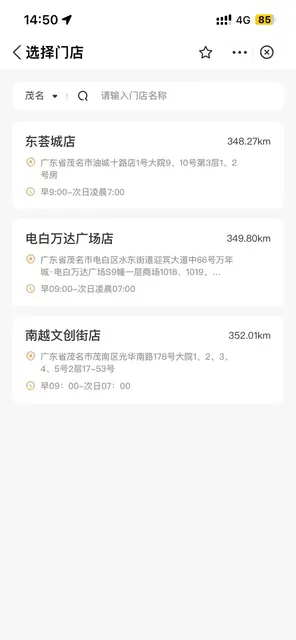 14:50
4G 85
选择门店
茂名
请输入门店名称
东荟城店
348.27km
广东省茂名市油城十路店1号大院9、10号第3层1、2
号房
早9:00-次日凌晨7:00
电白万达广场店
349.80km
广东省茂名市电白区水东街道迎宾大道中66号万年
城·电白万达广场S9幢一层商场1018、1019、...
早09:00-次日凌晨07:00
南越文创街店
352.01km
广东省茂名市茂南区光华南路178号大院1、2、3、
4、5号2层17-53号
早09：00-次日07：00